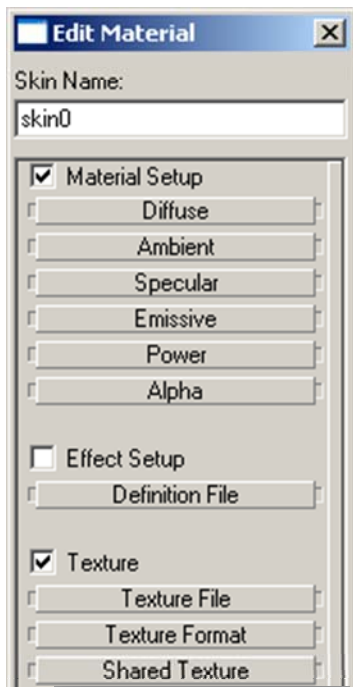 Edit Material
Skin Name:
skin0
Material Setup
Diffuse
Ambient
Specular
Emissive
Power
Alpha
Effect Setup
Definition File
Texture
Texture File
Texture Format
Shared Texture